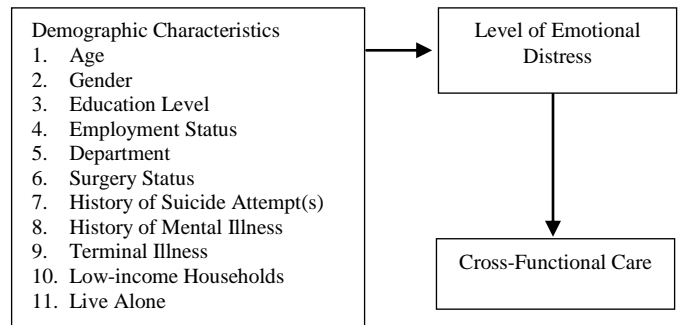 Demographic Characteristics
1. Age
2. Gender
3. Education Level
4. Employment Status
5. Department
6. Surgery Status
7. History of Suicide Attempt(s)
8. History of Mental Illness
9. Terminal Illness
10. Low-income Households
11. Live Alone
Level of Emotional
Distress
Cross-Functional Care